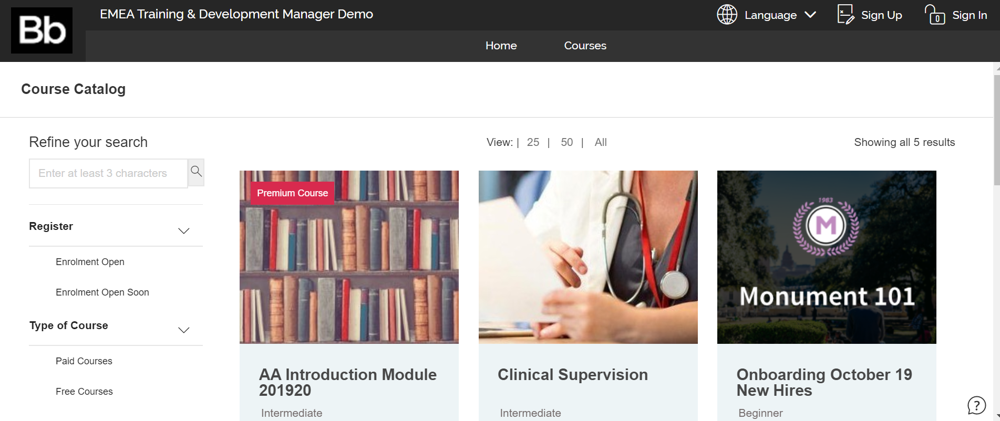 Bb
EMEA Training & Development Manager Demo
Language
Sign Up
Sign In
Home
Courses
Course Catalog
Refine your search
Enter at least 3 characters
View: | 25 | 50 | All
Showing all 5 results
Register
Enrolment Open
Enrolment Open Soon
Type of Course
Paid Courses
Free Courses
Premium Course
AA Introduction Module
201920
Intermediate
Clinical Supervision
Intermediate
1983
M
Monument 101
Onboarding October 19
New Hires
Beginner
?